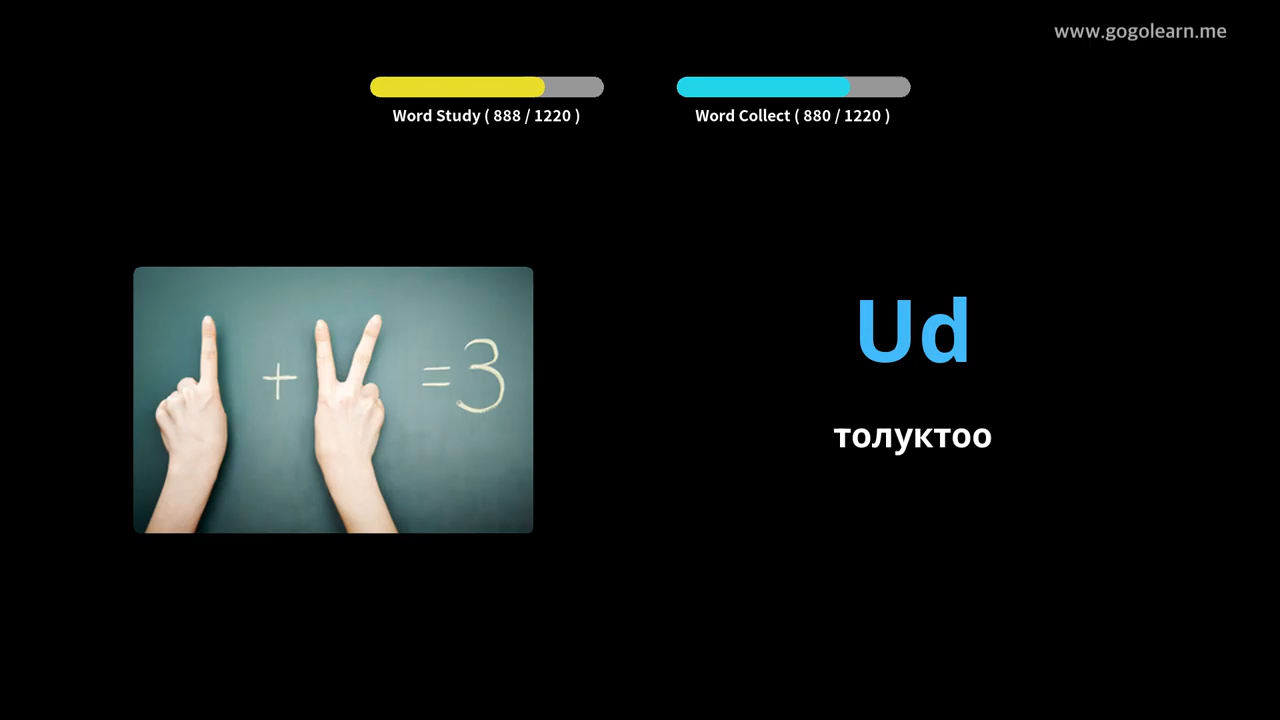 www.gogolearn.me
Word Study ( 888 / 1220 )
Word Collect ( 880 / 1220 )
+ =3
Ud
толуктоо